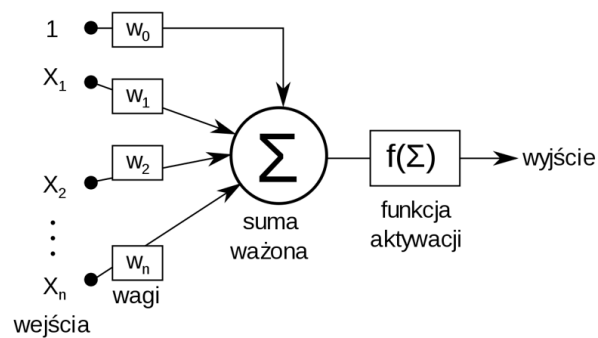 1 w₀
X₁ w₁
X₂ w₂
Xₙ wₙ
Σ
f(Σ)
wyjście
suma
ważona
funkcja
aktywacji
wagi
wejścia